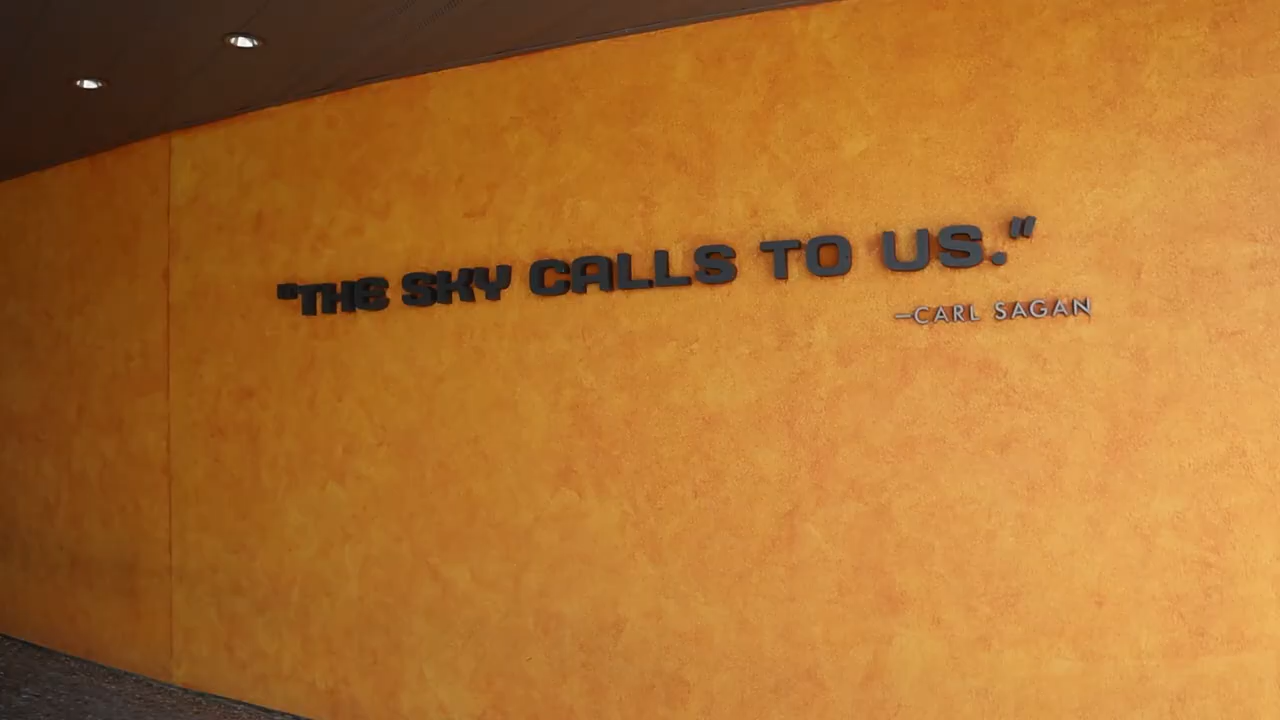 "THE SKY CALLS TO US."
—CARL SAGAN